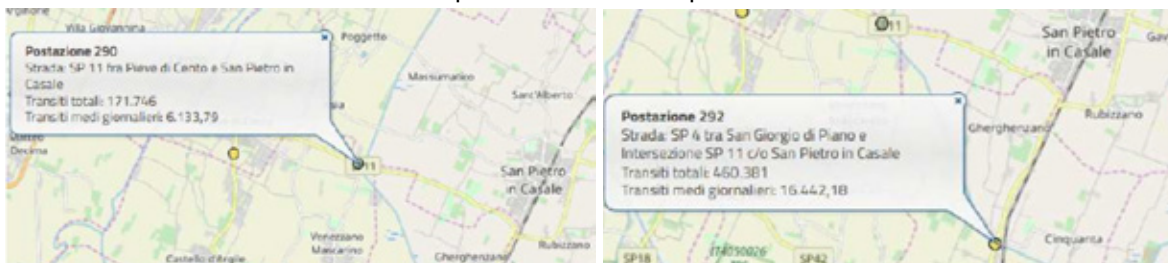 Villa Giovannina
Poggetto
Postazione 290
Strada: SP 11 fra Pieve di Cento e San Pietro in
Casale
Transiti totali: 171.746
Transiti medi giornalieri: 6.133,79
Massumatico
Sant'Alberto
Decima
11
San Pietro
in Casale
Venezzano
Mascarino
Castello d'Argile
Gherghenzano
Rubizzano
11
San Pietro
in Casale
Postazione 292
Strada: SP 4 tra San Giorgio di Piano e
Intersezione SP 11 c/o San Pietro in Casale
Transiti totali: 460.381
Transiti medi giornalieri: 16.442,18
Gherghenzano
Rubizzano
Cinquanta
SP18
SP42